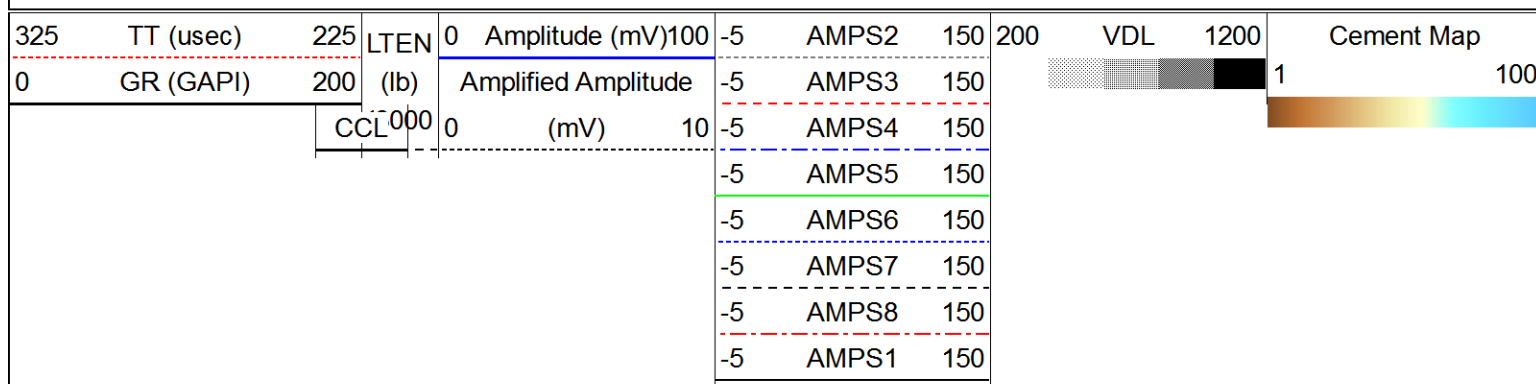 325 TT (usec) 225
0 GR (GAPI) 200
CCL
LTEN
(lb)
000
0 Amplitude (mV)100
Amplified Amplitude
0 (mV) 10
-5 AMPS2 150
-5 AMPS3 150
-5 AMPS4 150
-5 AMPS5 150
-5 AMPS6 150
-5 AMPS7 150
-5 AMPS8 150
-5 AMPS1 150
200 VDL 1200
Cement Map
1 100